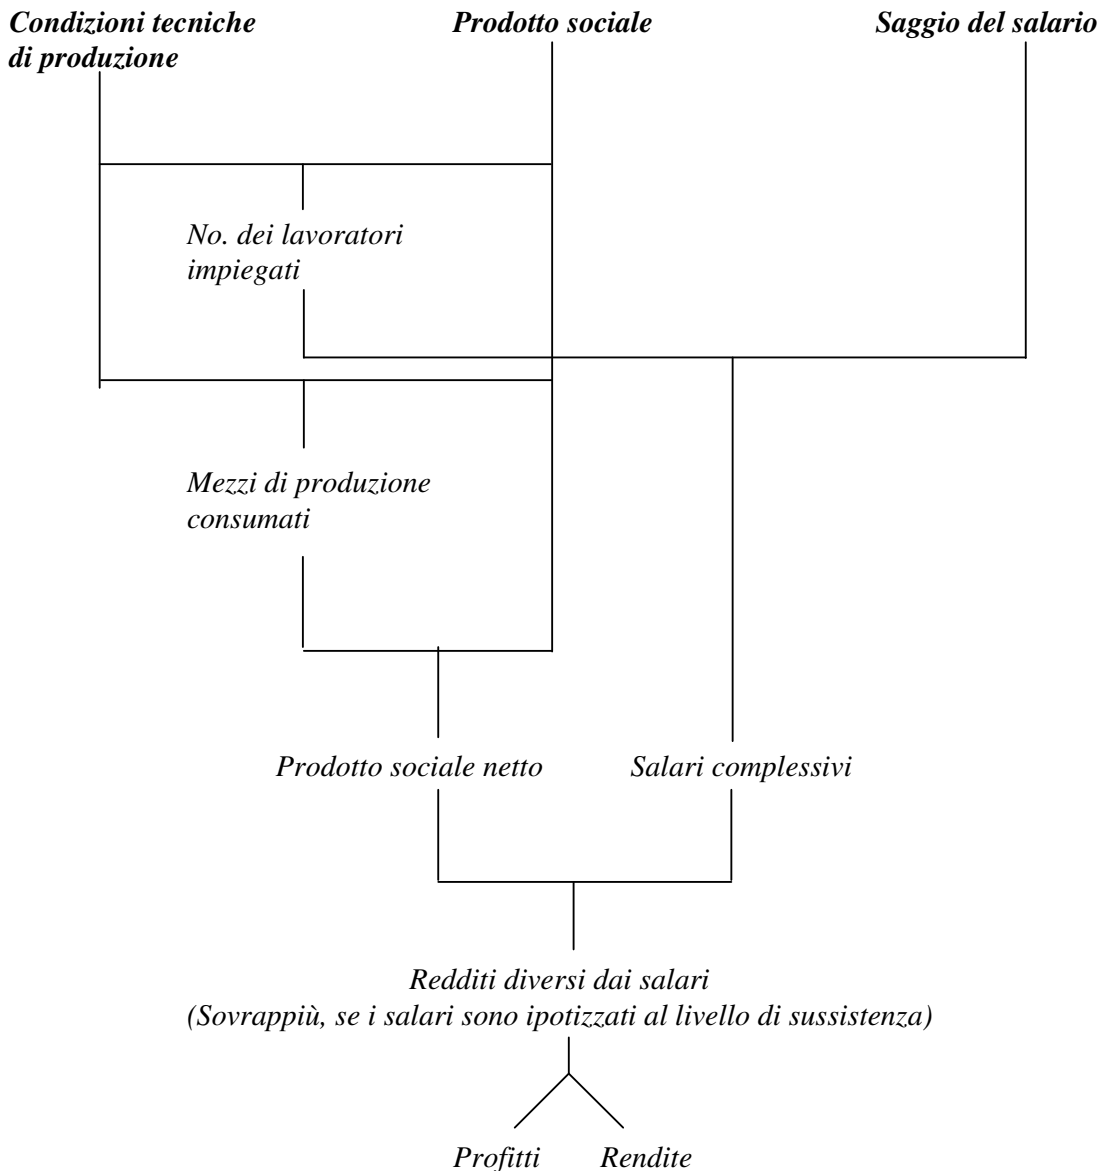 Condizioni tecniche
di produzione
Prodotto sociale
Saggio del salario
No. dei lavoratori
impiegati
Mezzi di produzione
consumati
Prodotto sociale netto
Salari complessivi
Redditi diversi dai salari
(Sovrappiù, se i salari sono ipotizzati al livello di sussistenza)
Profitti
Rendite